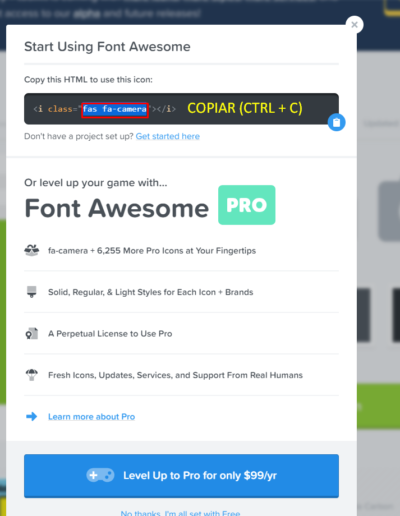 t access to our alpha and future releases!
Start Using Font Awesome
Copy this HTML to use this icon:
<i class="fas fa-camera"></i> COPIAR (CTRL + C)
Don't have a project set up? Get started here
Or level up your game with...
Font Awesome PRO
fa-camera + 6,255 More Pro Icons at Your Fingertips
Solid, Regular, & Light Styles for Each Icon + Brands
A Perpetual License to Use Pro
Fresh Icons, Updates, Services, and Support From Real Humans
Learn more about Pro
Level Up to Pro for only $99/yr
No thanks, I'm all set with Free